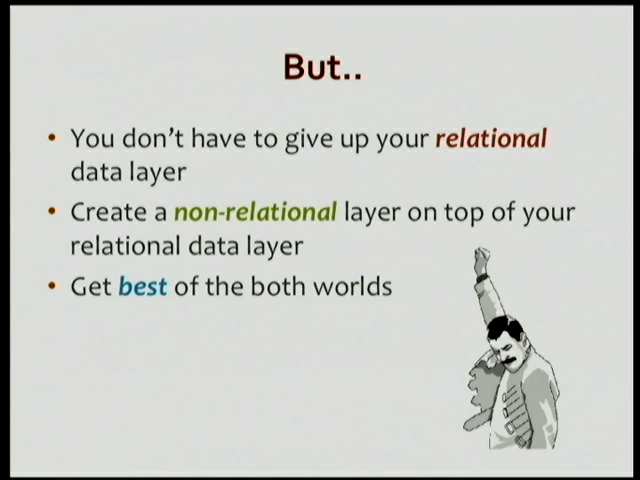 But..
• You don't have to give up your relational
data layer
• Create a non-relational layer on top of your
relational data layer
• Get best of the both worlds